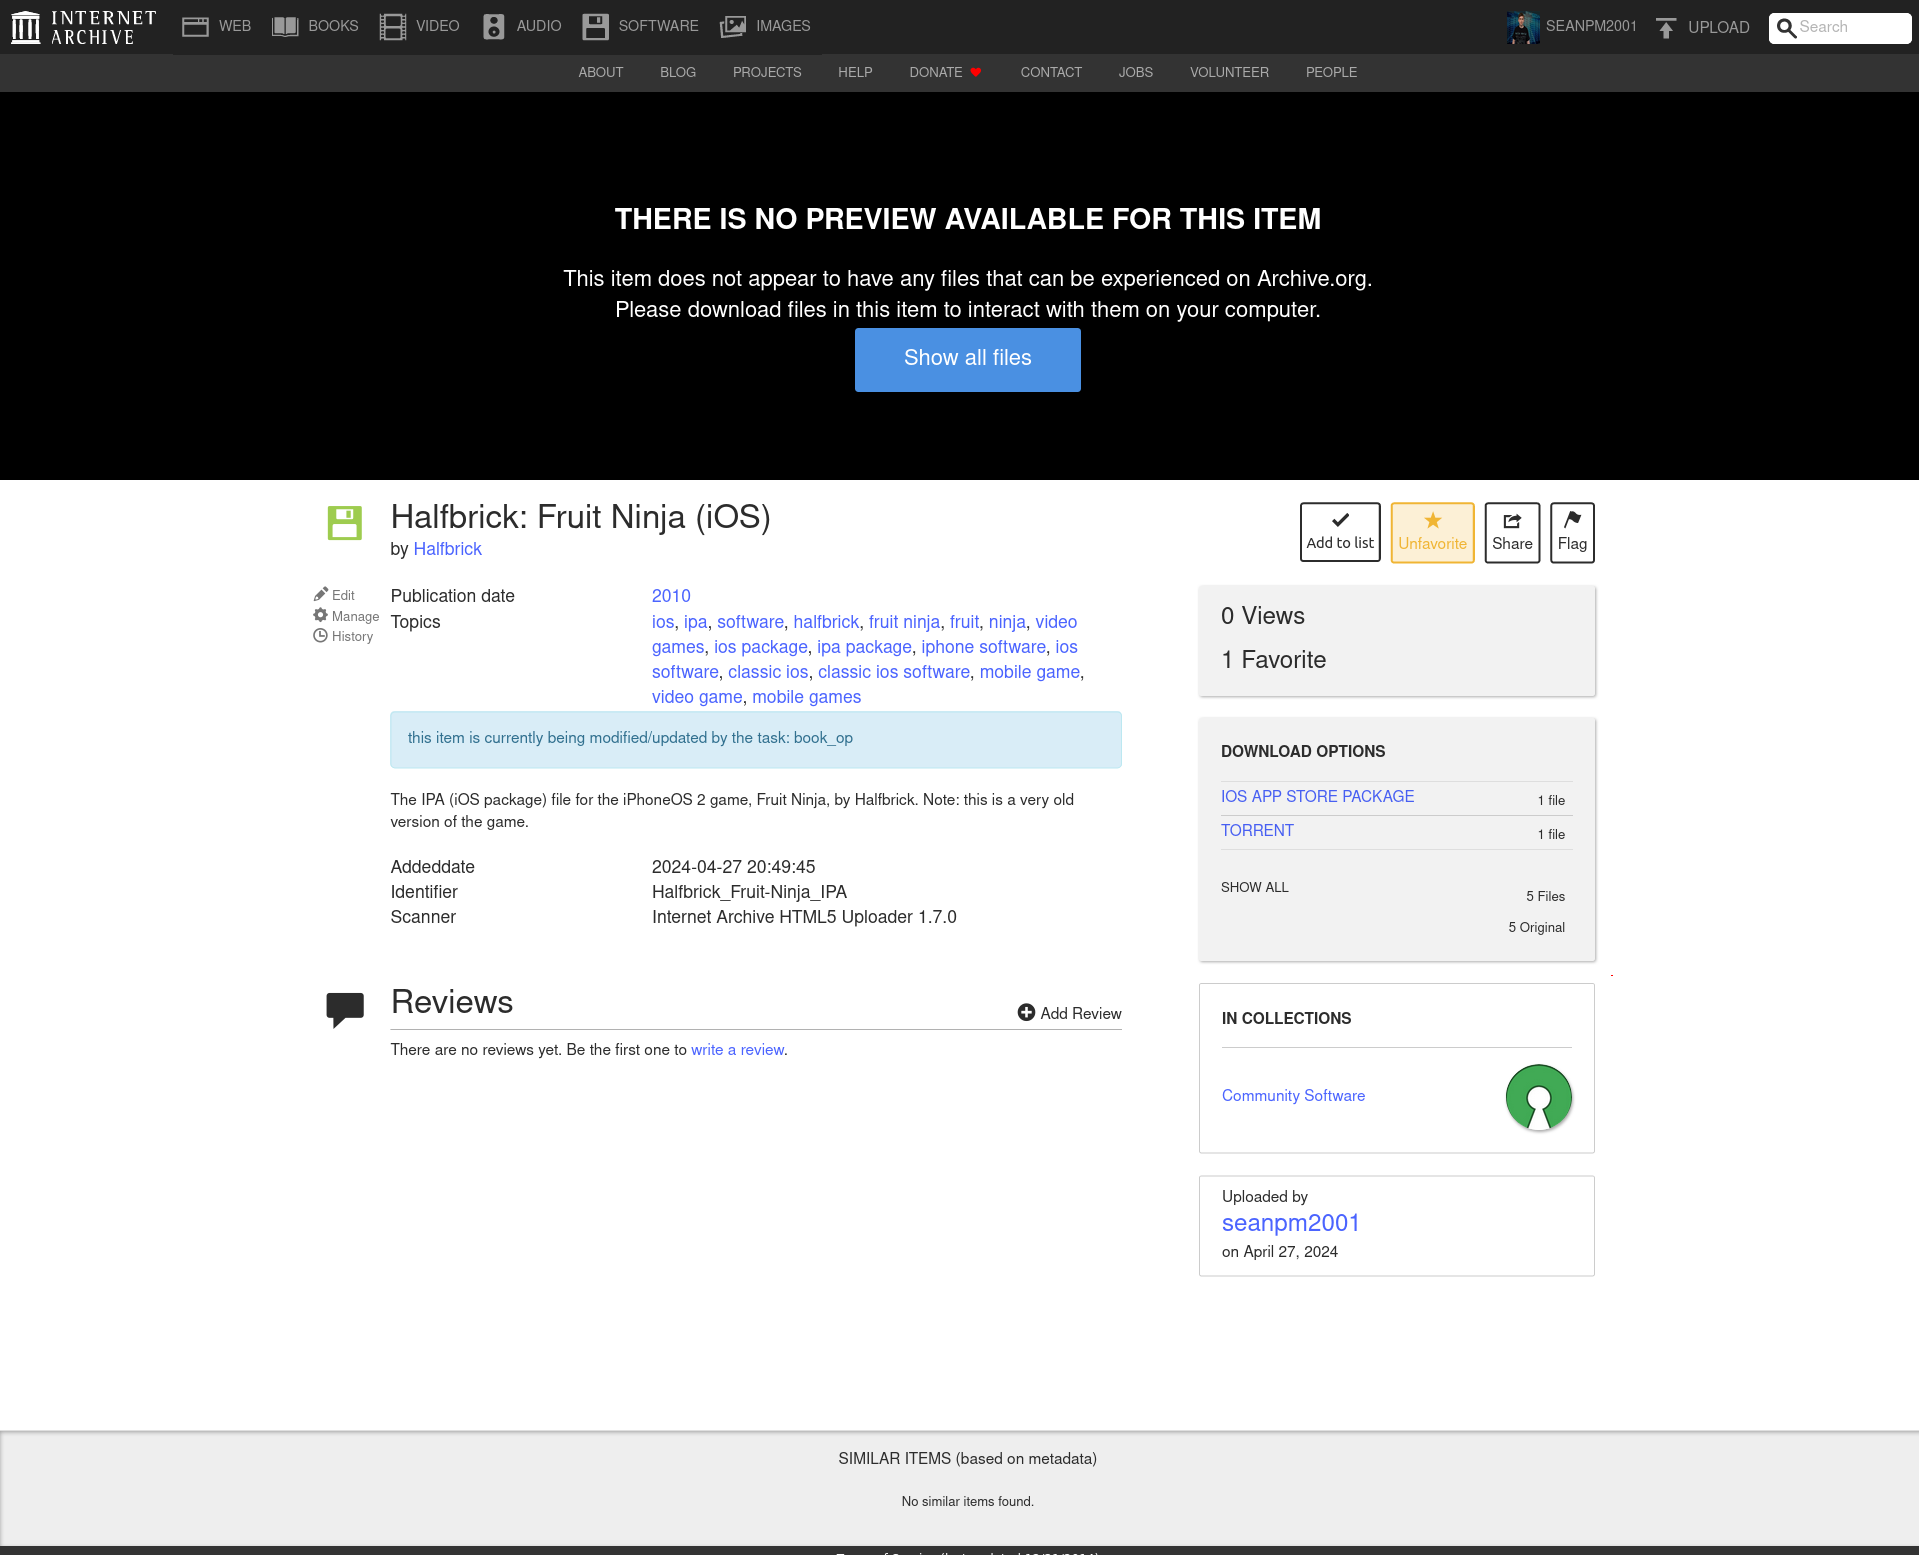 INTERNET ARCHIVE
WEB BOOKS VIDEO AUDIO SOFTWARE IMAGES SEANPM2001 UPLOAD Search
ABOUT BLOG PROJECTS HELP DONATE CONTACT JOBS VOLUNTEER PEOPLE
THERE IS NO PREVIEW AVAILABLE FOR THIS ITEM
This item does not appear to have any files that can be experienced on Archive.org.
Please download files in this item to interact with them on your computer.
Show all files
Halfbrick: Fruit Ninja (iOS)
by Halfbrick
Add to list Unfavorite Share Flag
Edit
Manage
History
Publication date 2010
Topics ios, ipa, software, halfbrick, fruit ninja, fruit, ninja, video
games, ios package, ipa package, iphone software, ios
software, classic ios, classic ios software, mobile game,
video game, mobile games
this item is currently being modified/updated by the task: book_op
The IPA (iOS package) file for the iPhoneOS 2 game, Fruit Ninja, by Halfbrick. Note: this is a very old
version of the game.
Addeddate 2024-04-27 20:49:45
Identifier Halfbrick_Fruit-Ninja_IPA
Scanner Internet Archive HTML5 Uploader 1.7.0
Reviews
Add Review
There are no reviews yet. Be the first one to write a review.
0 Views
1 Favorite
DOWNLOAD OPTIONS
IOS APP STORE PACKAGE 1 file
TORRENT 1 file
SHOW ALL 5 Files
5 Original
IN COLLECTIONS
Community Software
Uploaded by
seanpm2001
on April 27, 2024
SIMILAR ITEMS (based on metadata)
No similar items found.